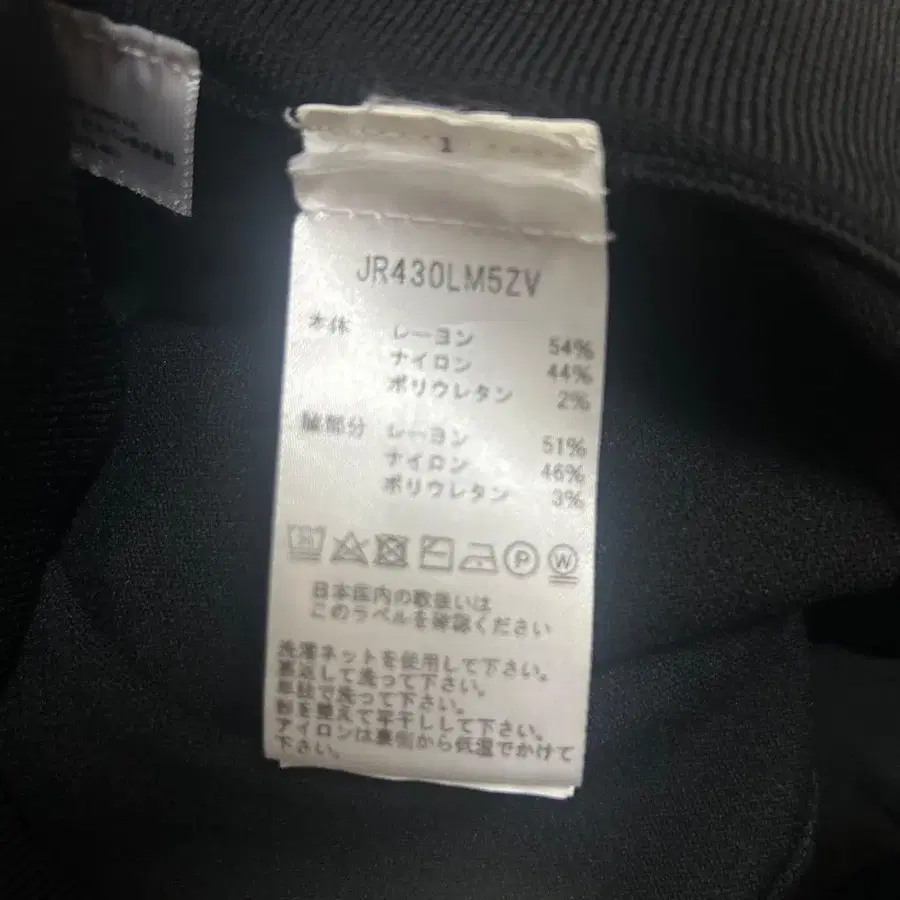 1
JR430LM5ZV
本体 レーヨン 54%
ナイロン 44%
ポリウレタン 2%
部分 レーヨン 51%
ナイロン 46%
ポリウレタン 3%
P W
日本国内の取扱いは
このラベルを確認ください
洗濯ネットを使用して下さい。
裏返して洗って下さい。
単独で洗って下さい。
形を整えて平干しして下さい。
アイロンは裏側から低温でかけて
下さい。